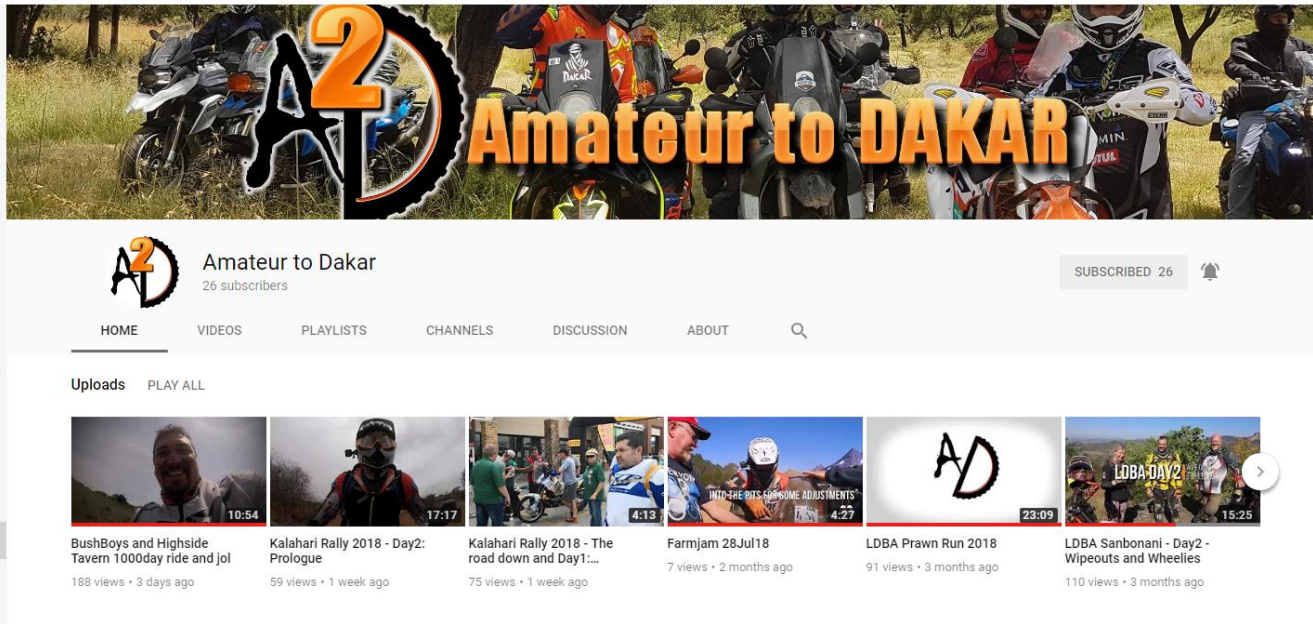 A2D Amateur to DAKAR
DAKAR
A2D
Amateur to Dakar
26 subscribers
SUBSCRIBED 26
HOME VIDEOS PLAYLISTS CHANNELS DISCUSSION ABOUT
Uploads PLAY ALL
10:54
17:17
4:13
INTO THE PITS FOR SOME ADJUSTMENTS
4:27
AD
23:09
LDBA-DAY2
15:25
BushBoys and Highside
Tavern 1000day ride and jol
188 views • 3 days ago
Kalahari Rally 2018 - Day2:
Prologue
59 views • 1 week ago
Kalahari Rally 2018 - The
road down and Day1:...
75 views • 1 week ago
Farmjam 28Jul18
7 views • 2 months ago
LDBA Prawn Run 2018
91 views • 3 months ago
LDBA Sanbonani - Day2 -
Wipeouts and Wheelies
110 views • 3 months ago